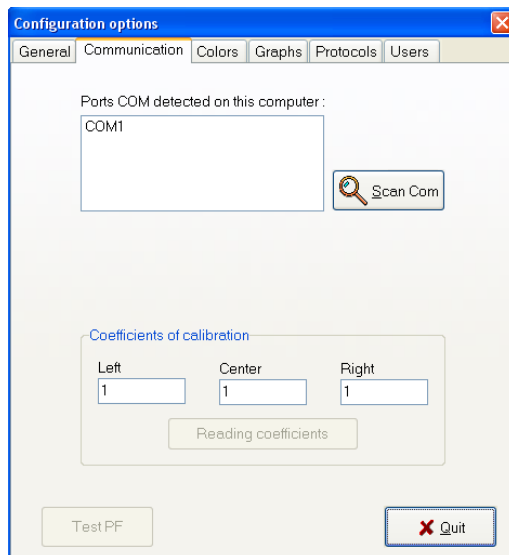 Configuration options
General Communication Colors Graphs Protocols Users
Ports COM detected on this computer :
COM1
Scan Com
Coefficients of calibration
Left Center Right
1 1 1
Reading coefficients
Test PF Quit